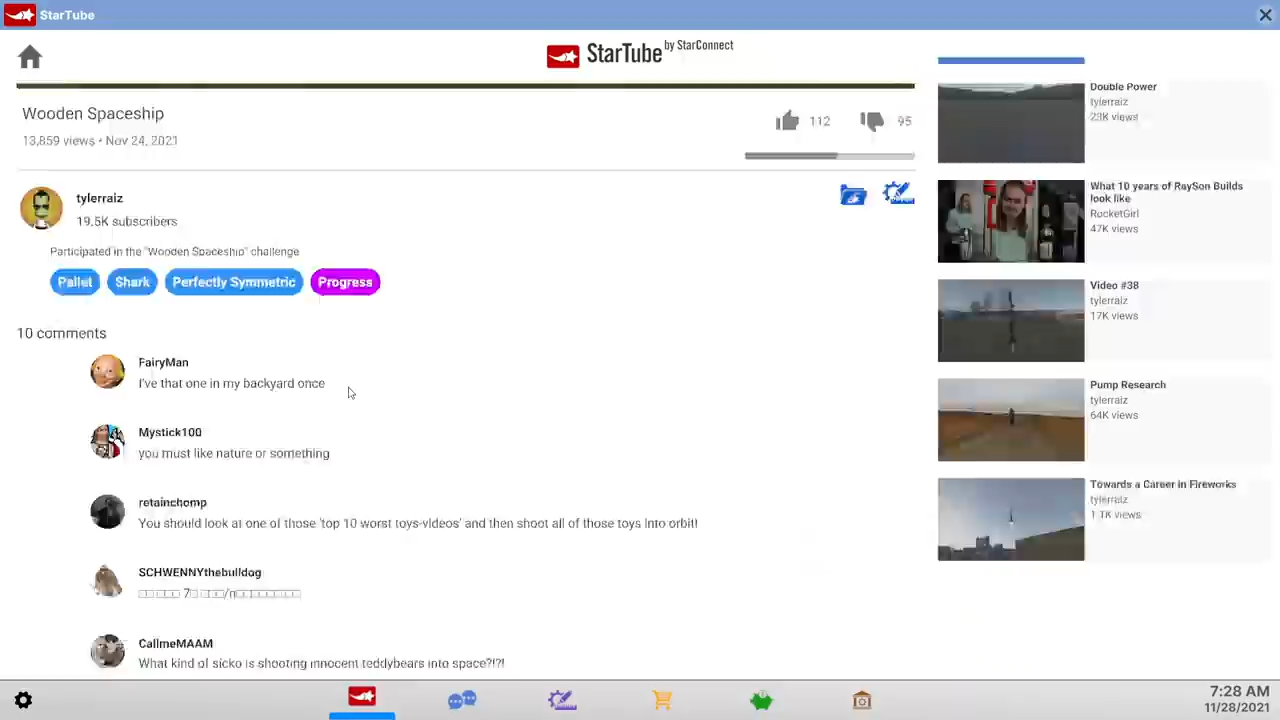 StarTube
StarTube by StarConnect
Wooden Spaceship
112
95
13,859 views • Nov 24, 2021
tylerraiz
19.5K subscribers
Participated in the "Wooden Spaceship" challenge
Pallet
Shark
Perfectly Symmetric
Progress
10 comments
FairyMan
I've that one in my backyard once
Mystick100
you must like nature or something
retainchomp
You should look at one of those 'top 10 worst toys-videos' and then shoot all of those toys into orbit!
SCHWENNYthebulldog
CallmeMAAM
What kind of sicko is shooting innocent teddybears into space?!?!
Double Power
tylerraiz
23K views
What 10 years of RaySon Builds
look like
RocketGirl
47K views
Video #38
tylerraiz
17K views
Pump Research
tylerraiz
64K views
Towards a Career in Fireworks
tylerraiz
views
7:28 AM
11/28/2021